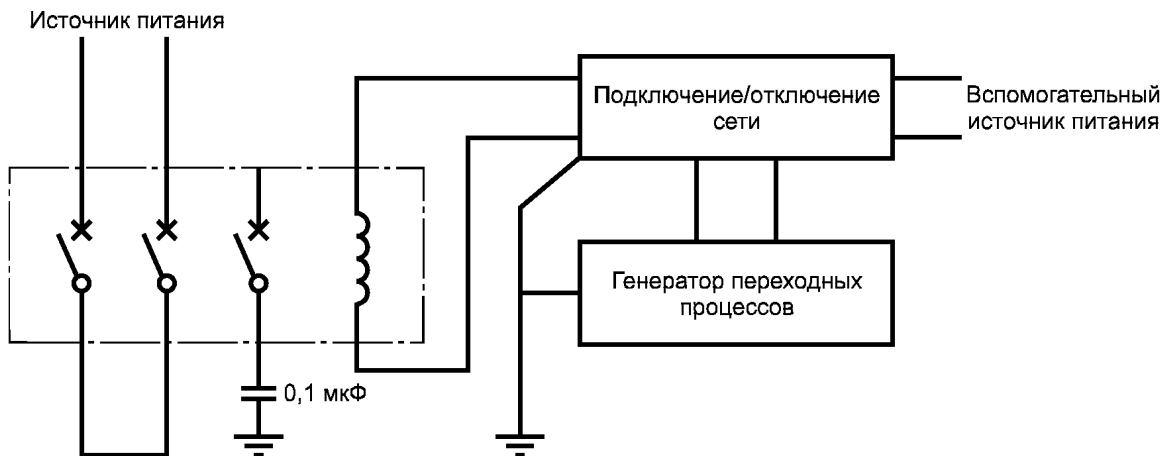 Источник питания
Подключение/отключение
сети
Вспомогательный
источник питания
Генератор переходных
процессов
0,1 мкФ